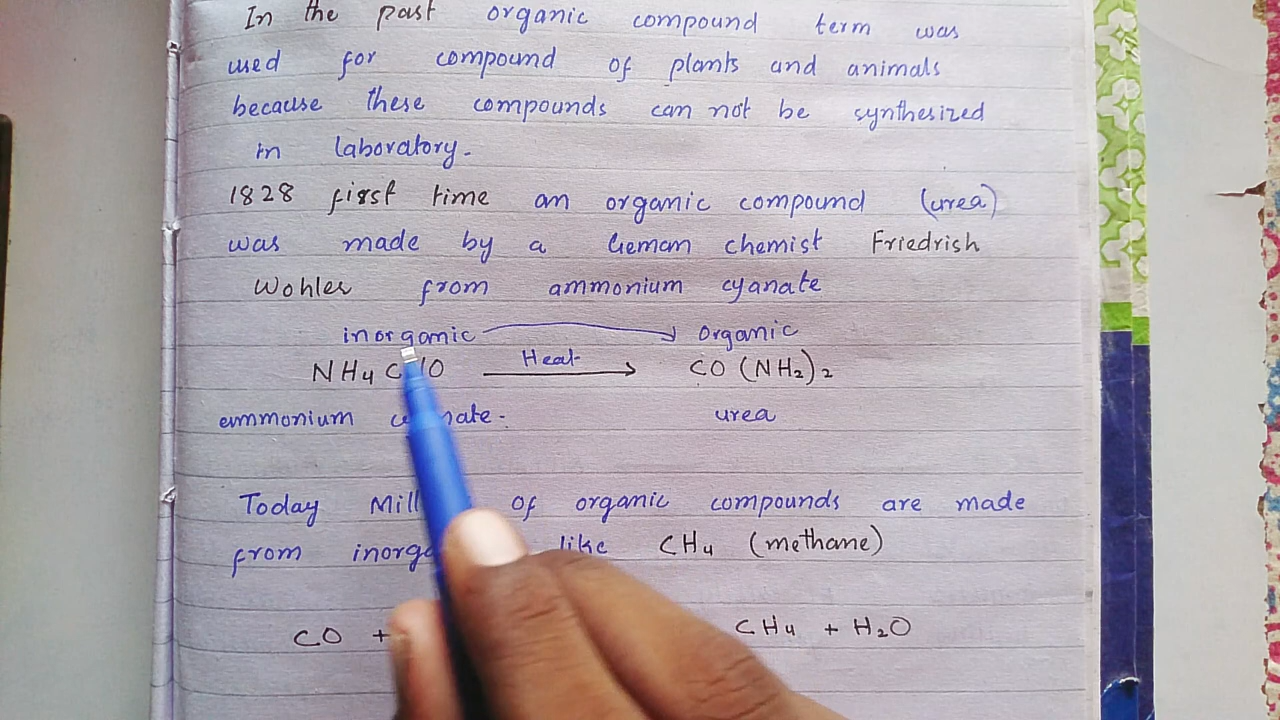 In the past organic compound term was
used for compound of plants and animals
because these compounds can not be synthesized
in laboratory.
1828 first time an organic compound (urea)
was made by a Geman chemist Friedrish
Wohler from ammonium cyanate
inorganic organic
NH4 C O Heat CO (NH2)2
ammonium urea
Today of organic compounds are made
from like CH4 (methane)
CO + CH4 + H2O